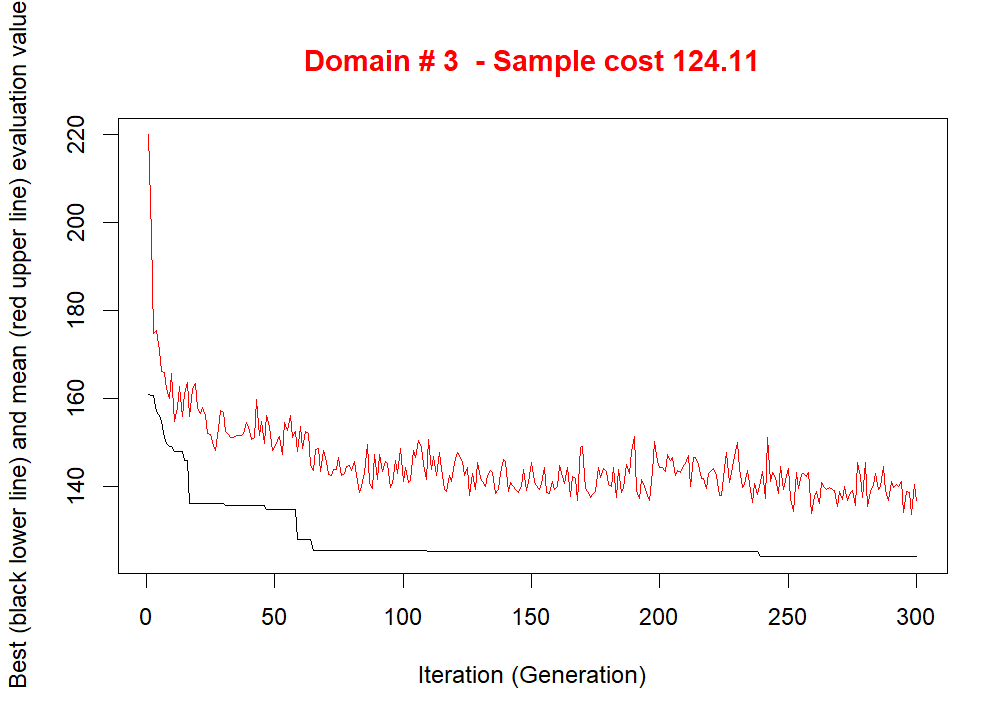 Domain # 3  - Sample cost 124.11
Best (black lower line) and mean (red upper line) evaluation value
220
200
180
160
140
0 50 100 150 200 250 300
Iteration (Generation)